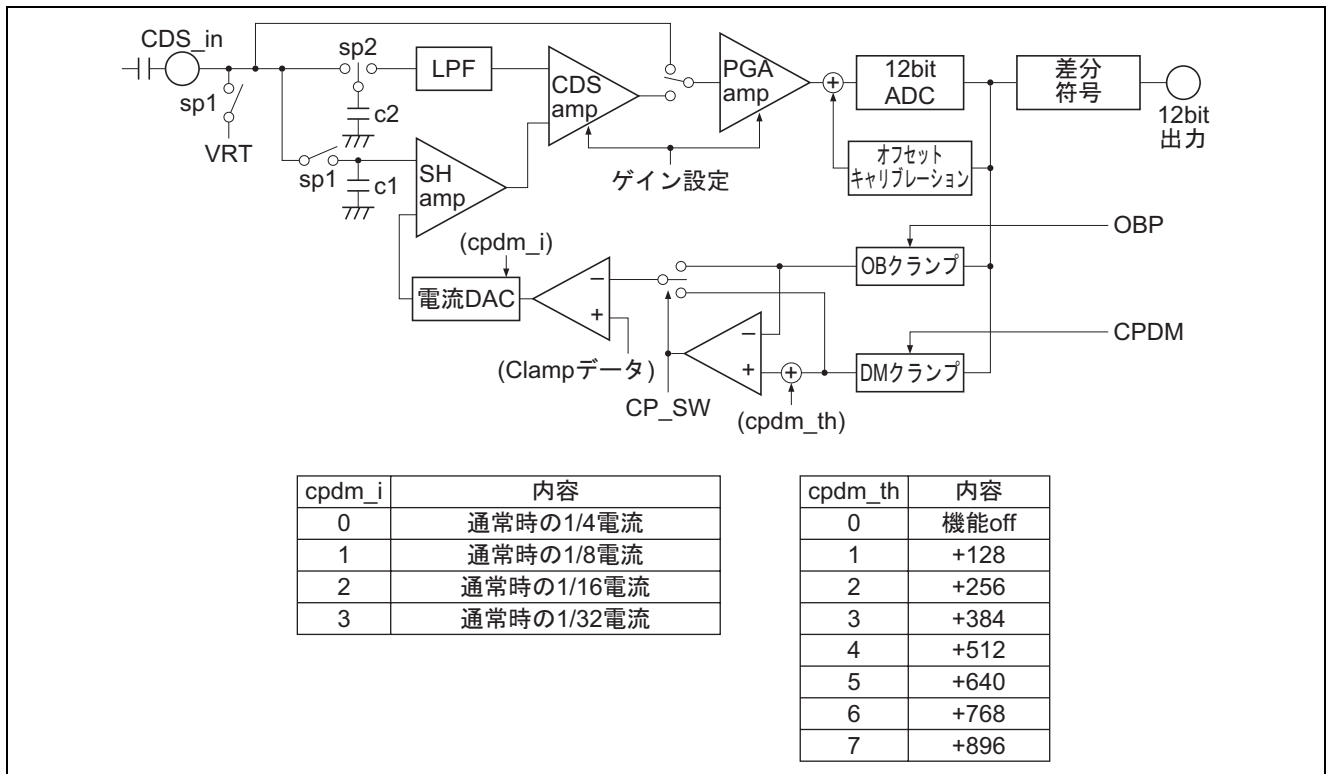 CDS_in
sp1
VRT
sp2
c2
LPF
sp1
c1
SH
amp
CDS
amp
ゲイン設定
PGA
amp
12bit
ADC
差分
符号
12bit
出力
オフセット
キャリブレーション
OBP
OBクランプ
CPDM
DMクランプ
(cpdm_i)
電流DAC
−
+
(Clampデータ)
−
+
CP_SW
(cpdm_th)
cpdm_i 内容
0 通常時の1/4電流
1 通常時の1/8電流
2 通常時の1/16電流
3 通常時の1/32電流
cpdm_th 内容
0 機能off
1 +128
2 +256
3 +384
4 +512
5 +640
6 +768
7 +896